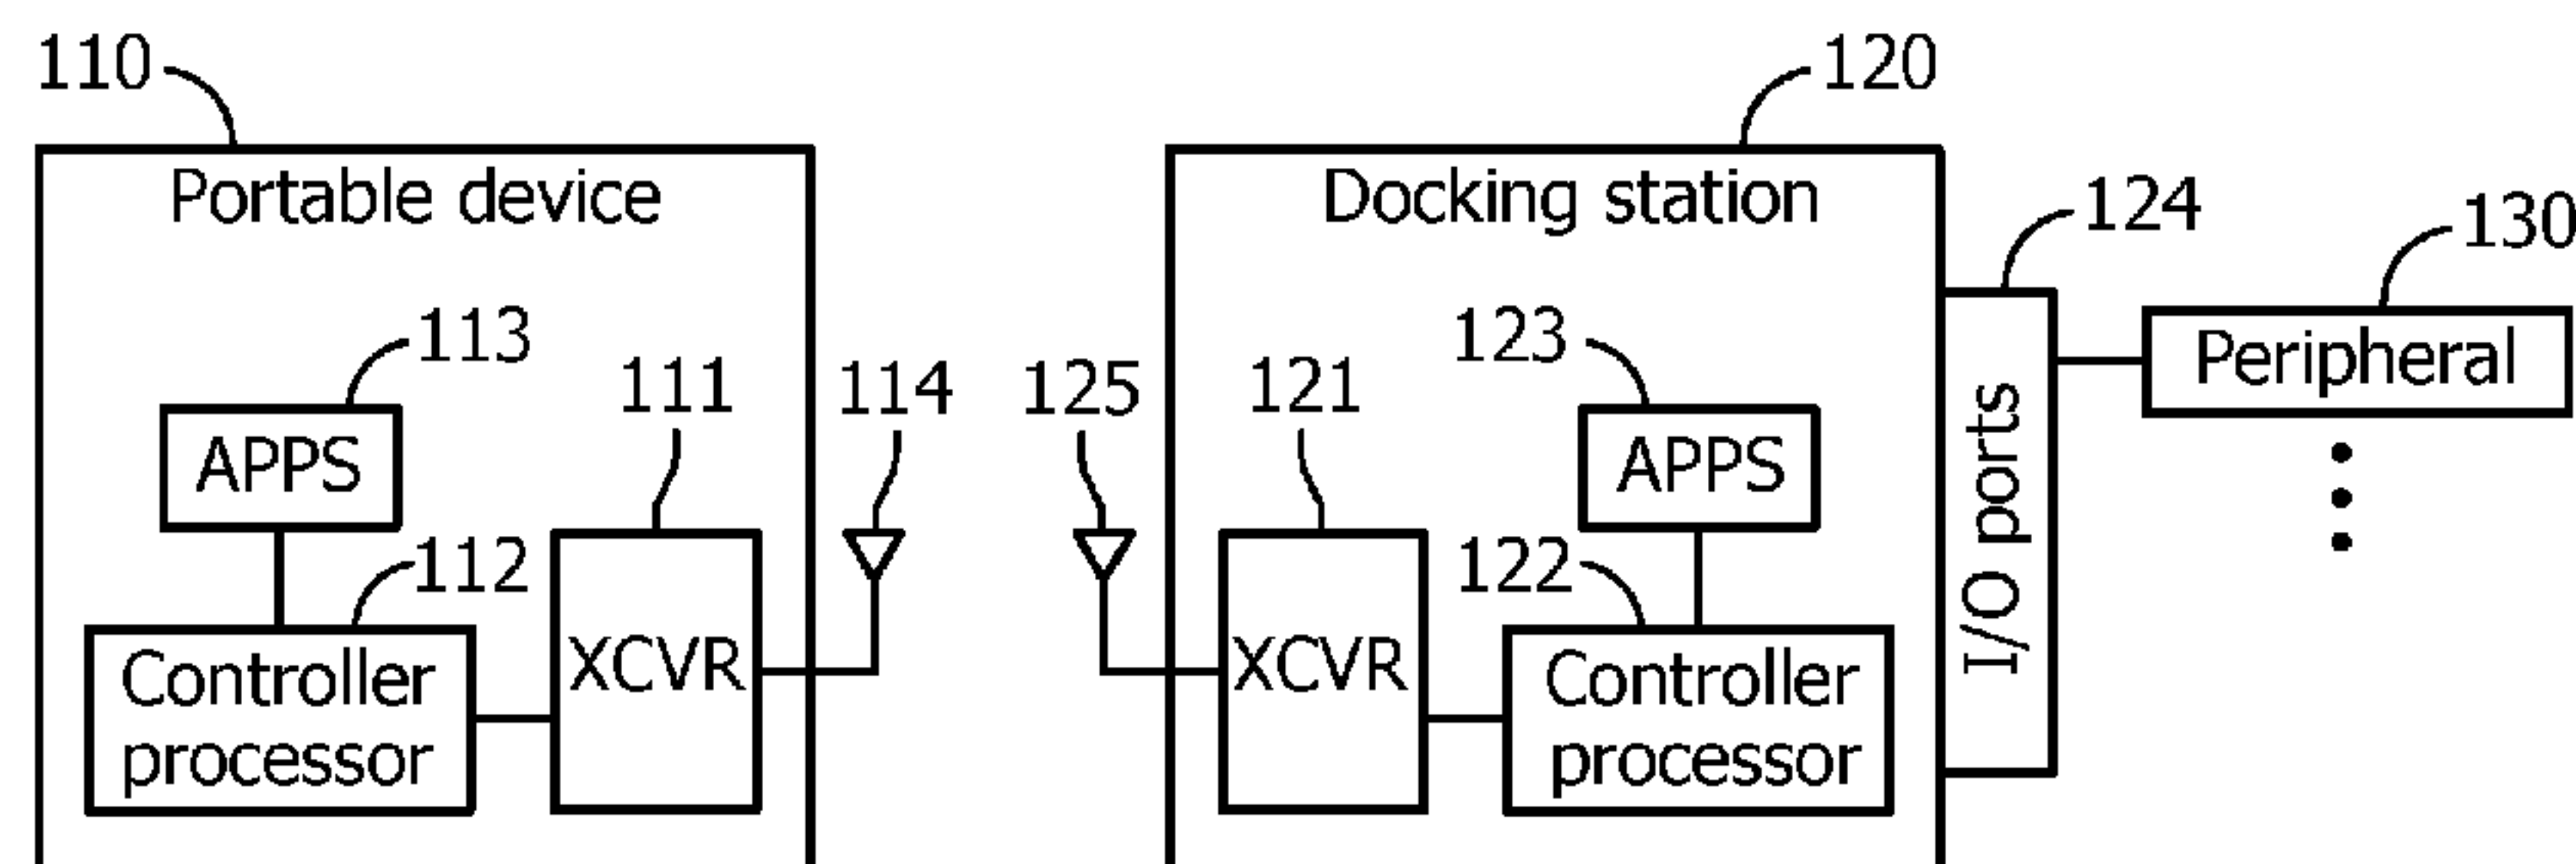 110
120
Portable device
Docking station
124
130
113
123
Peripheral
111
114
125
121
APPS
APPS
I/O ports
112
122
Controller
processor
XCVR
XCVR
Controller
processor